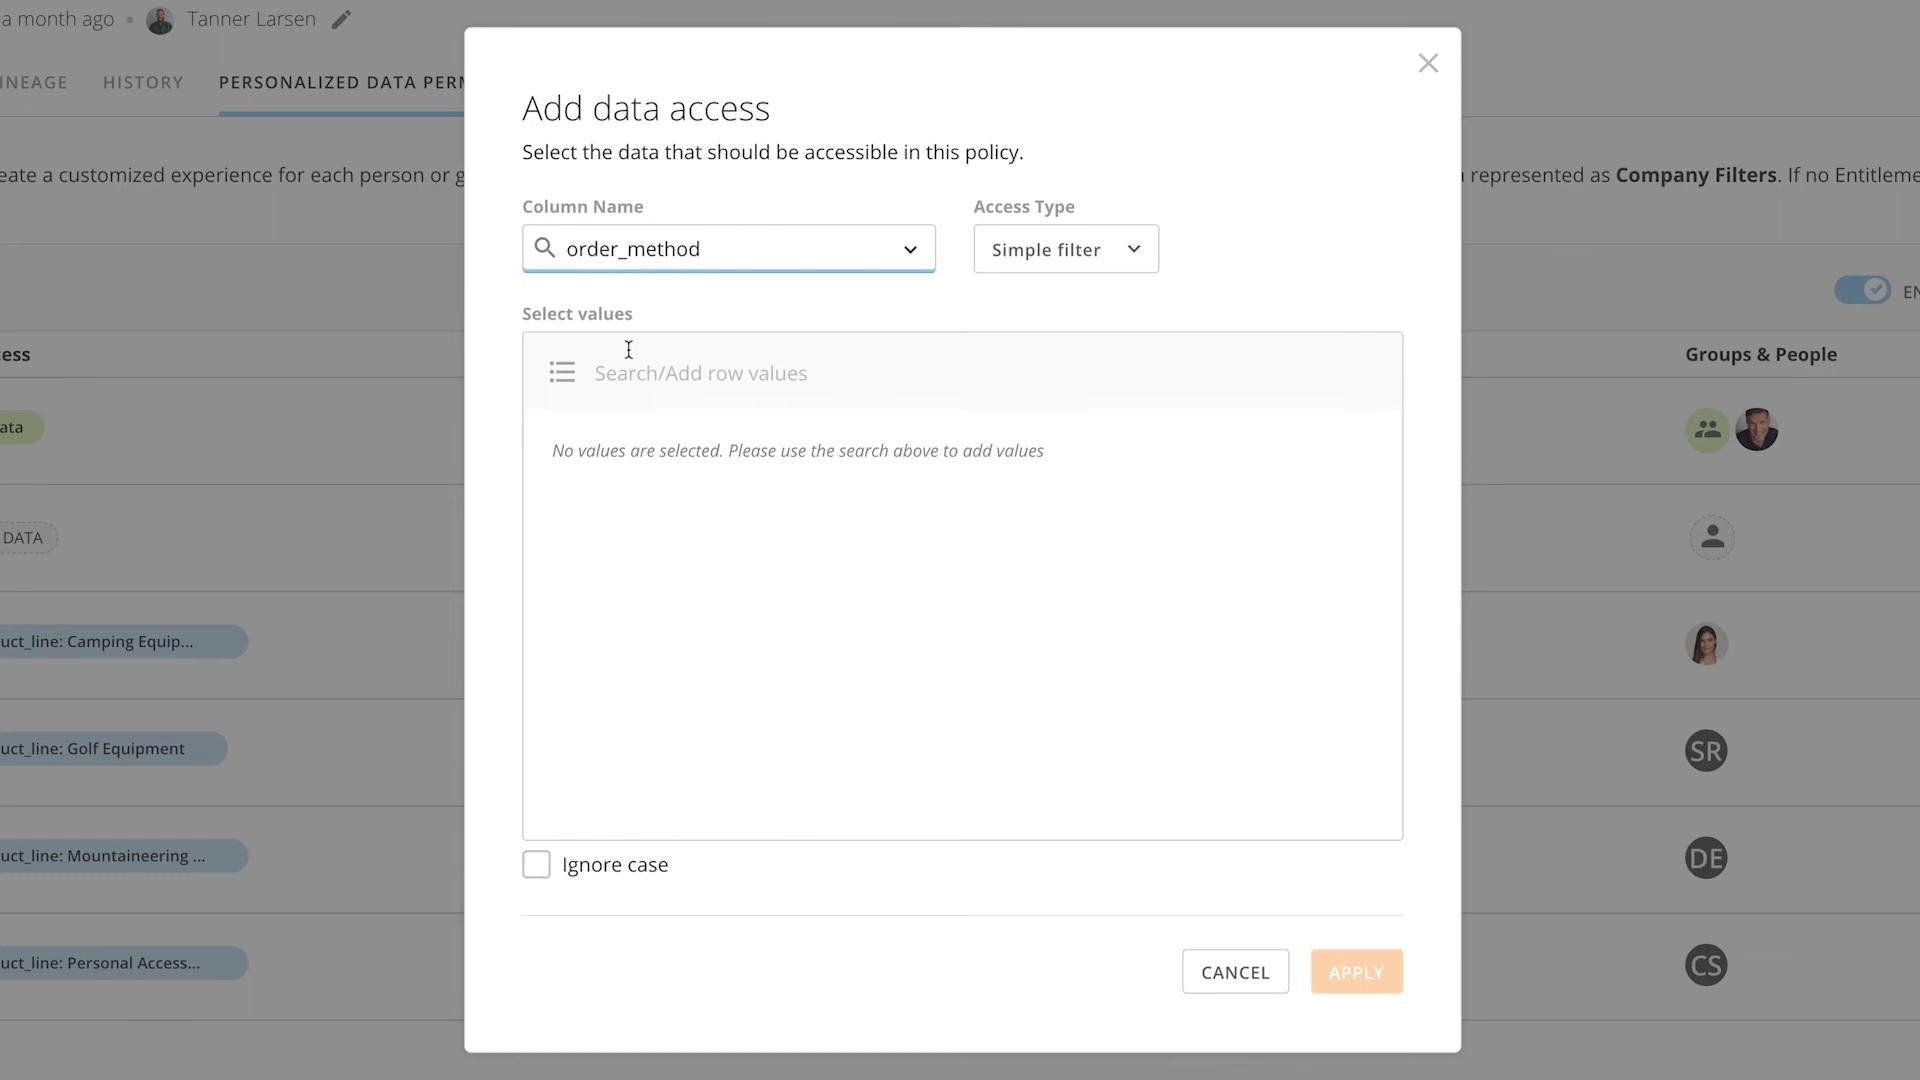 a month ago • Tanner Larsen
INEAGE HISTORY PERSONALIZED DATA PERM
eate a customized experience for each person or g
represented as Company Filters. If no Entitleme
EN
ess
Groups & People
ata
DATA
uct_line: Camping Equip...
uct_line: Golf Equipment
SR
uct_line: Mountaineering ...
DE
uct_line: Personal Access...
CS
Add data access
Select the data that should be accessible in this policy.
Column Name
Access Type
order_method
Simple filter
Select values
Search/Add row values
No values are selected. Please use the search above to add values
Ignore case
CANCEL
APPLY